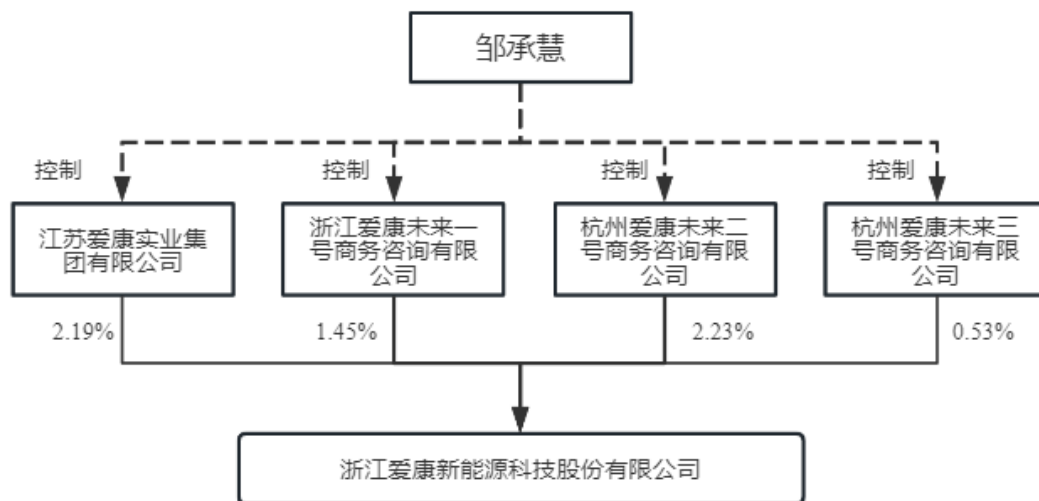 邹承慧
控制
控制
控制
控制
江苏爱康实业集
团有限公司
浙江爱康未来一
号商务咨询有限
公司
杭州爱康未来二
号商务咨询有限
公司
杭州爱康未来三
号商务咨询有限
公司
2.19%
1.45%
2.23%
0.53%
浙江爱康新能源科技股份有限公司